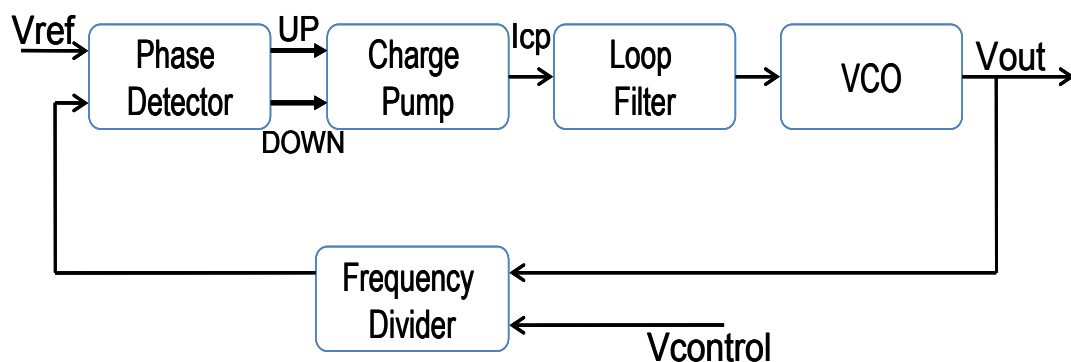 Vref
Phase
Detector
UP
DOWN
Charge
Pump
Icp
Loop
Filter
VCO
Vout
Frequency
Divider
Vcontrol